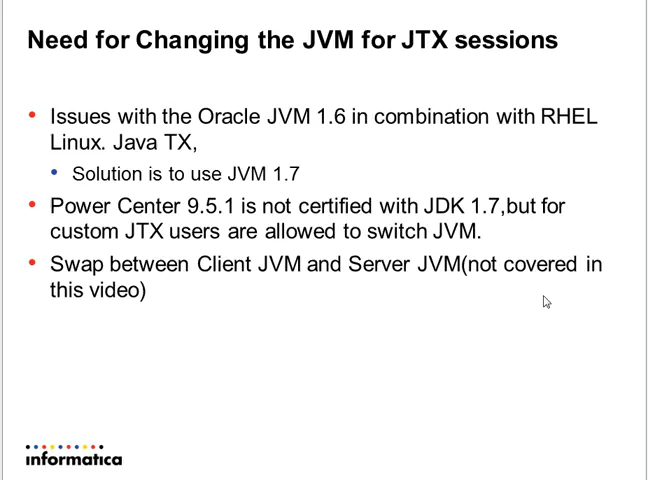 Need for Changing the JVM for JTX sessions
Issues with the Oracle JVM 1.6 in combination with RHEL
Linux. Java TX,
Solution is to use JVM 1.7
Power Center 9.5.1 is not certified with JDK 1.7,but for
custom JTX users are allowed to switch JVM.
Swap between Client JVM and Server JVM(not covered in
this video)
informatica